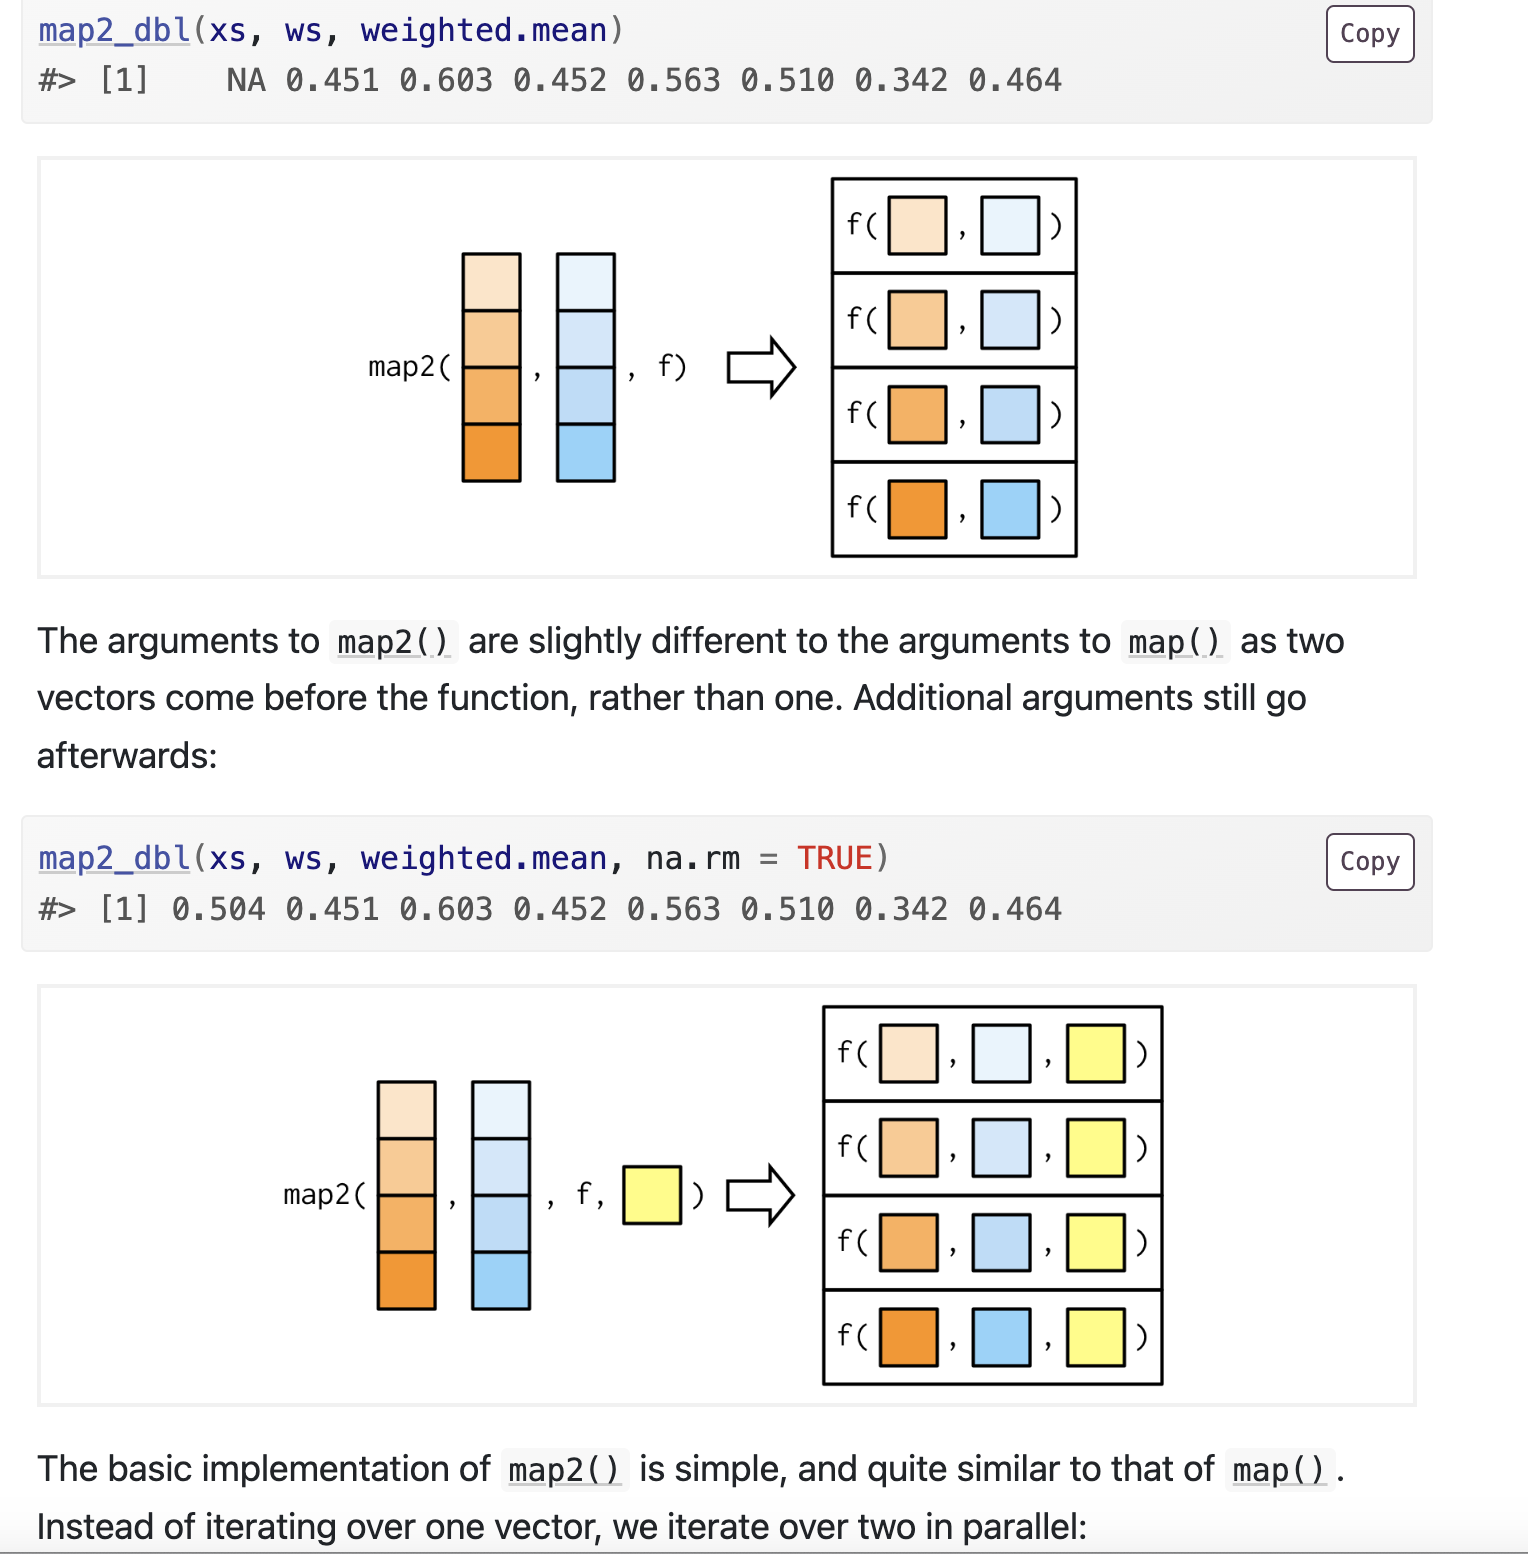 map2_dbl(xs, ws, weighted.mean)
Copy
#> [1]    NA 0.451 0.603 0.452 0.563 0.510 0.342 0.464
map2( , , f)
f( , )
f( , )
f( , )
f( , )
The arguments to map2() are slightly different to the arguments to map() as two
vectors come before the function, rather than one. Additional arguments still go
afterwards:
map2_dbl(xs, ws, weighted.mean, na.rm = TRUE)
Copy
#> [1] 0.504 0.451 0.603 0.452 0.563 0.510 0.342 0.464
map2( , , f, )
f( , , )
f( , , )
f( , , )
f( , , )
The basic implementation of map2() is simple, and quite similar to that of map().
Instead of iterating over one vector, we iterate over two in parallel: